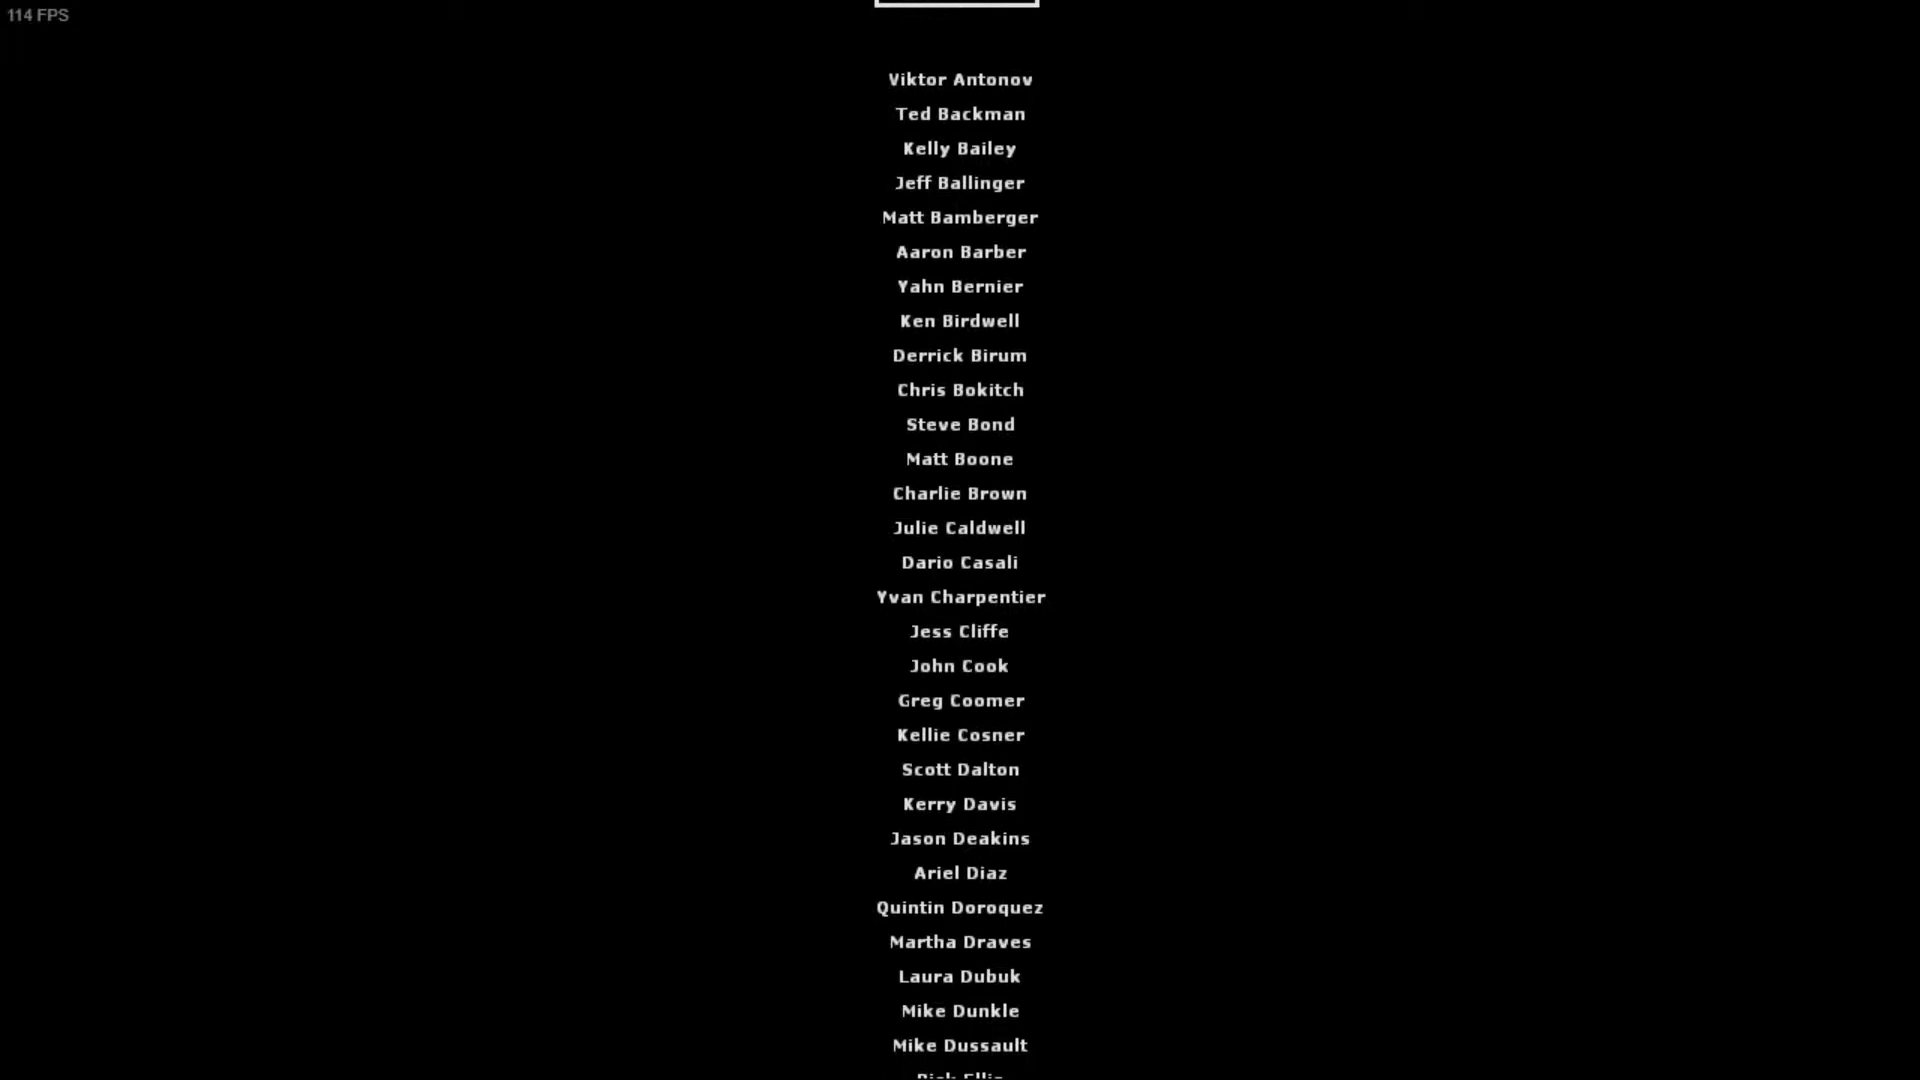 114 FPS
Viktor Antonov
Ted Backman
Kelly Bailey
Jeff Ballinger
Matt Bamberger
Aaron Barber
Yahn Bernier
Ken Birdwell
Derrick Birum
Chris Bokitch
Steve Bond
Matt Boone
Charlie Brown
Julie Caldwell
Dario Casali
Yvan Charpentier
Jess Cliffe
John Cook
Greg Coomer
Kellie Cosner
Scott Dalton
Kerry Davis
Jason Deakins
Ariel Diaz
Quintin Doroquez
Martha Draves
Laura Dubuk
Mike Dunkle
Mike Dussault